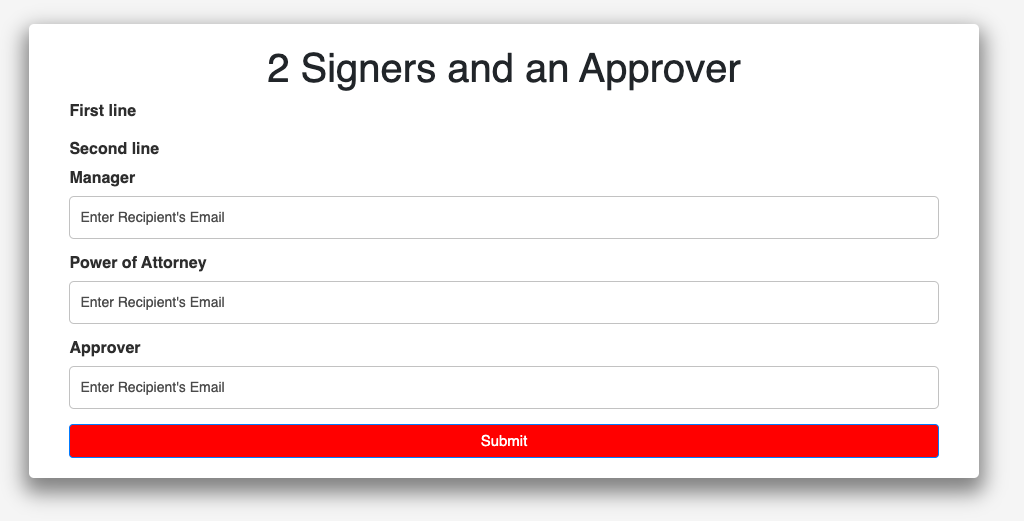 2 Signers and an Approver
First line
Second line
Manager
Enter Recipient's Email
Power of Attorney
Enter Recipient's Email
Approver
Enter Recipient's Email
Submit